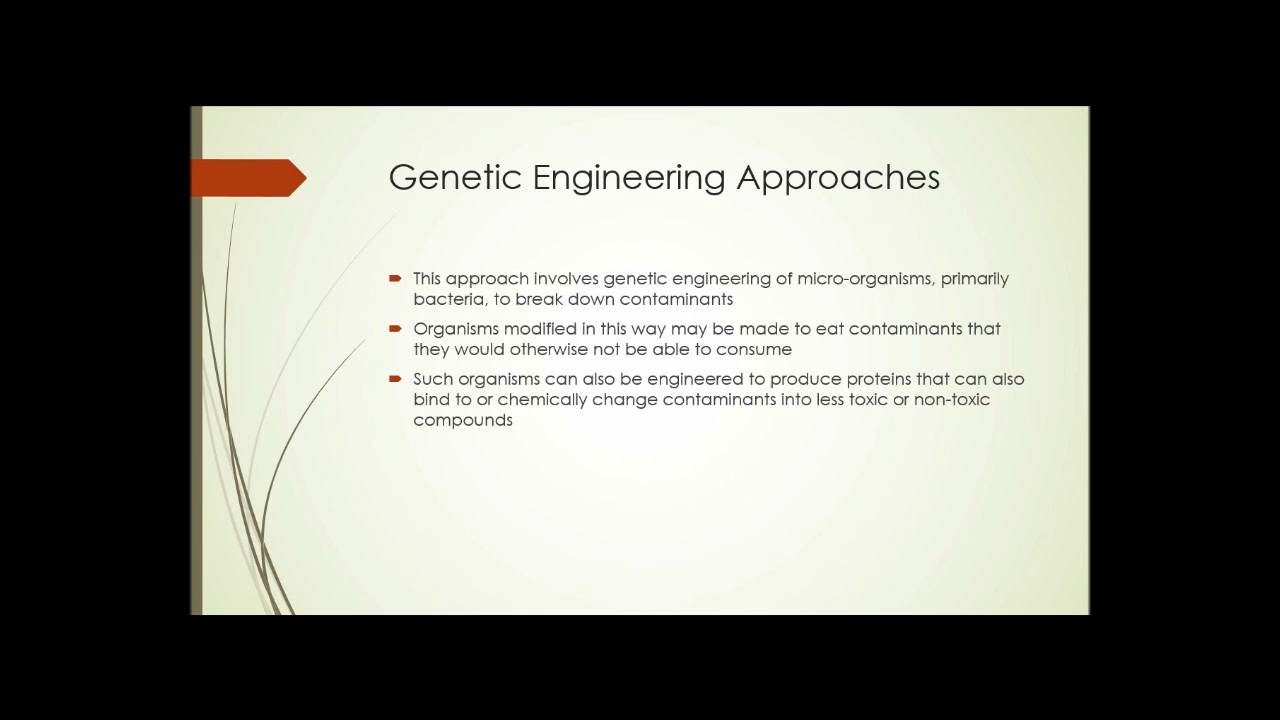 Genetic Engineering Approaches
This approach involves genetic engineering of micro-organisms, primarily
bacteria, to break down contaminants
Organisms modified in this way may be made to eat contaminants that
they would otherwise not be able to consume
Such organisms can also be engineered to produce proteins that can also
bind to or chemically change contaminants into less toxic or non-toxic
compounds